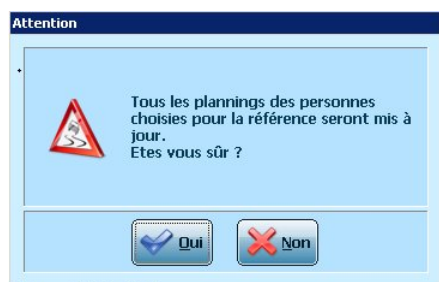 Attention
Tous les plannings des personnes
choisies pour la référence seront mis à
jour.
Etes vous sûr ?
Oui
Non